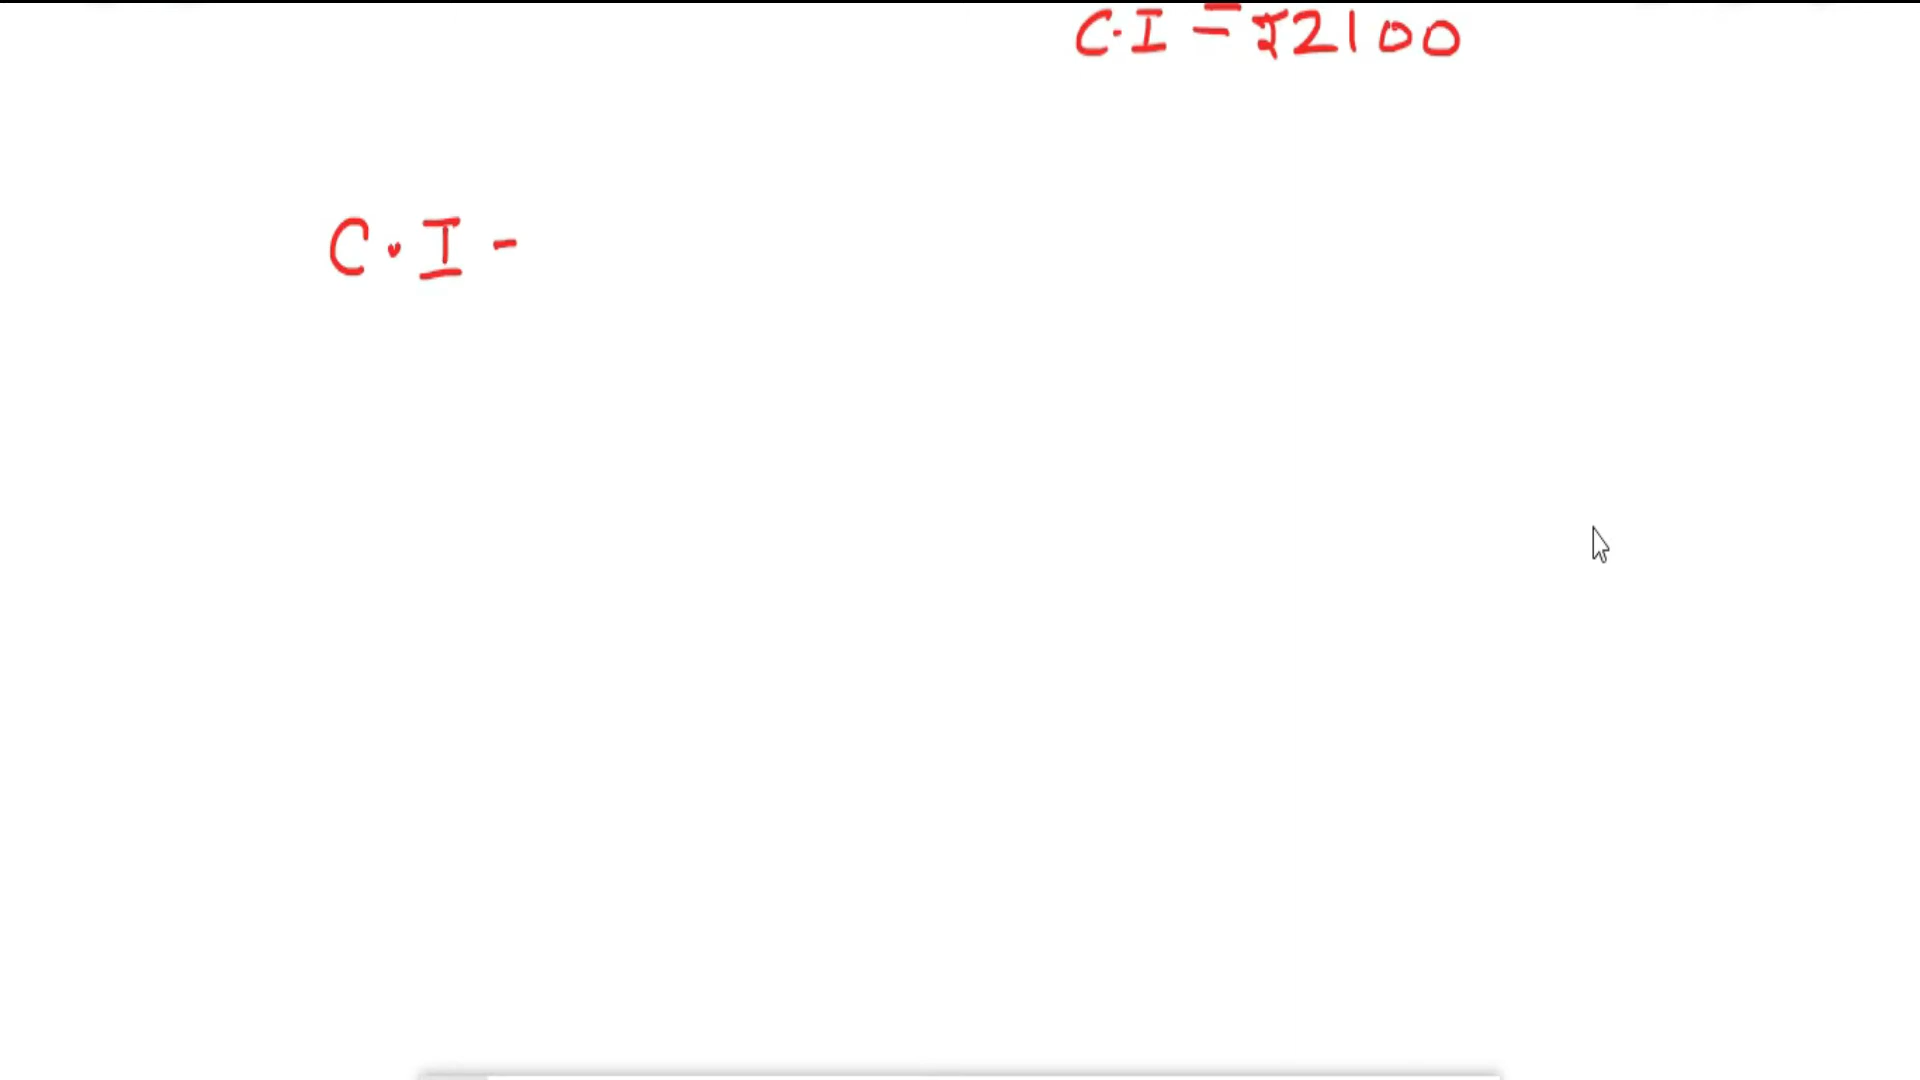 C.I = ₹2100
C.I -